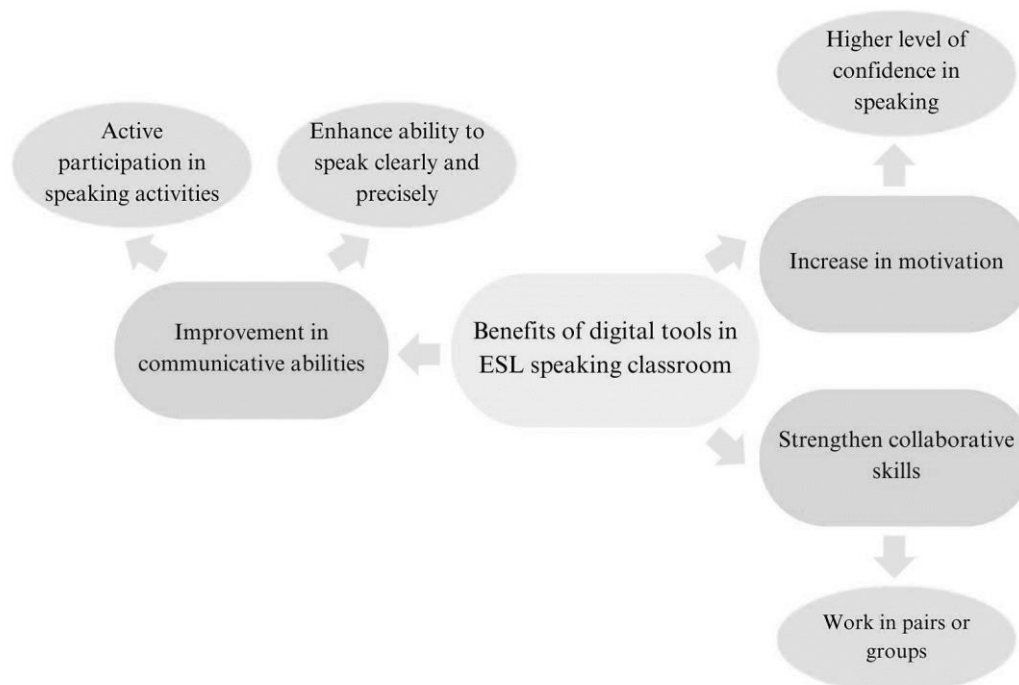 Higher level of
confidence in
speaking
Active
participation in
speaking activities
Enhance ability to
speak clearly and
precisely
Increase in motivation
Improvement in
communicative abilities
Benefits of digital tools in
ESL speaking classroom
Strengthen collaborative
skills
Work in pairs or
groups